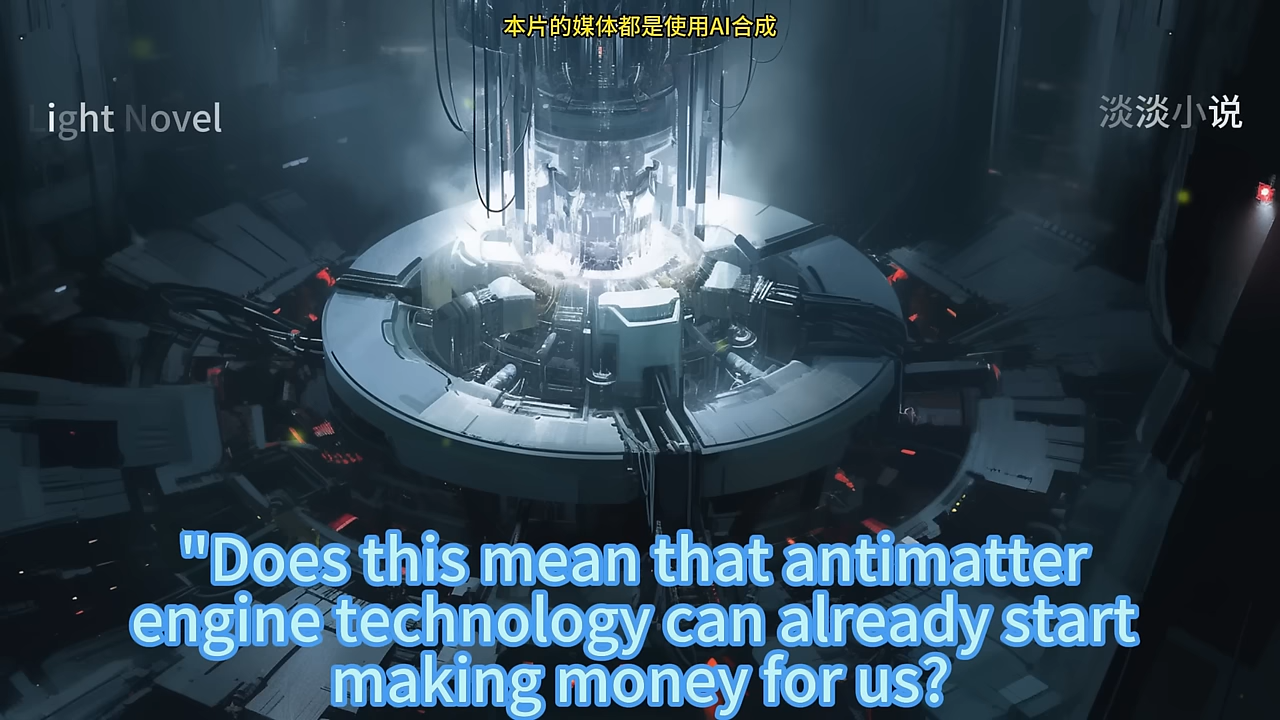 本片的媒体都是使用AI合成
Light Novel
淡淡小说
"Does this mean that antimatter
engine technology can already start
making money for us?